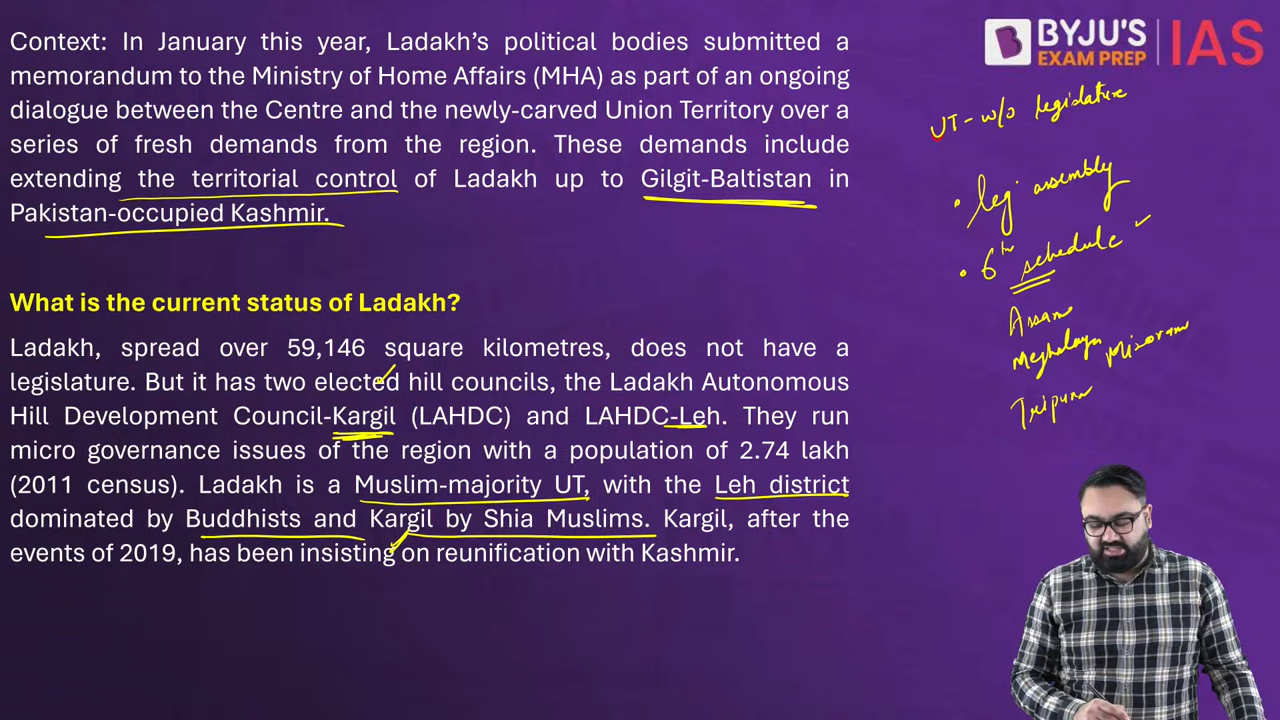 Context: In January this year, Ladakh's political bodies submitted a
memorandum to the Ministry of Home Affairs (MHA) as part of an ongoing
dialogue between the Centre and the newly-carved Union Territory over a
series of fresh demands from the region. These demands include
extending the territorial control of Ladakh up to Gilgit-Baltistan in
Pakistan-occupied Kashmir.
What is the current status of Ladakh?
Ladakh, spread over 59,146 square kilometres, does not have a
legislature. But it has two elected hill councils, the Ladakh Autonomous
Hill Development Council-Kargil (LAHDC) and LAHDC-Leh. They run
micro governance issues of the region with a population of 2.74 lakh
(2011 census). Ladakh is a Muslim-majority UT, with the Leh district
dominated by Buddhists and Kargil by Shia Muslims. Kargil, after the
events of 2019, has been insisting on reunification with Kashmir.
BYJU'S
EXAM PREP
IAS
UT - w/o legislature
• leg assembly
• 6th schedule
Assam
Meghalaya Mizoram
Tripura